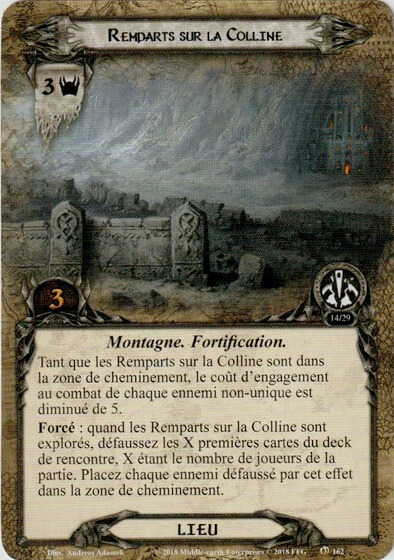 Remparts sur la Colline
3
3
14/29
Montagne. Fortification.
Tant que les Remparts sur la Colline sont dans
la zone de cheminement, le coût d'engagement
au combat de chaque ennemi non-unique est
diminué de 5.
Forcé : quand les Remparts sur la Colline sont
explorés, défaussez les X premières cartes du deck
de rencontre, X étant le nombre de joueurs de la
partie. Placez chaque ennemi défaussé par cet effet
dans la zone de cheminement.
LIEU
Illus. Andreas Adamek © 2018 Middle-earth Enterprises © 2018 FFG 162